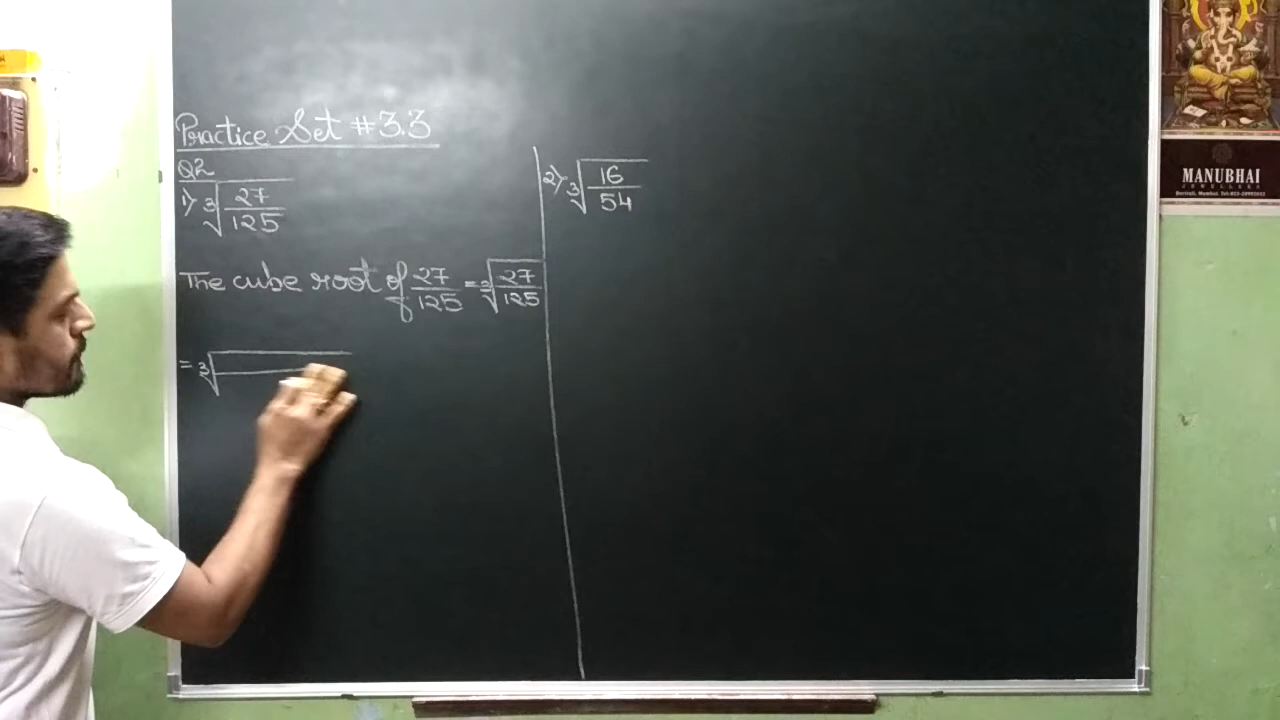 Practice Set #3.3
Q2
1) ∛(27/125)
The cube root of 27/125 = ∛(27/125)
= ∛
2) ∛(16/54)
MANUBHAI
JEWELLERS